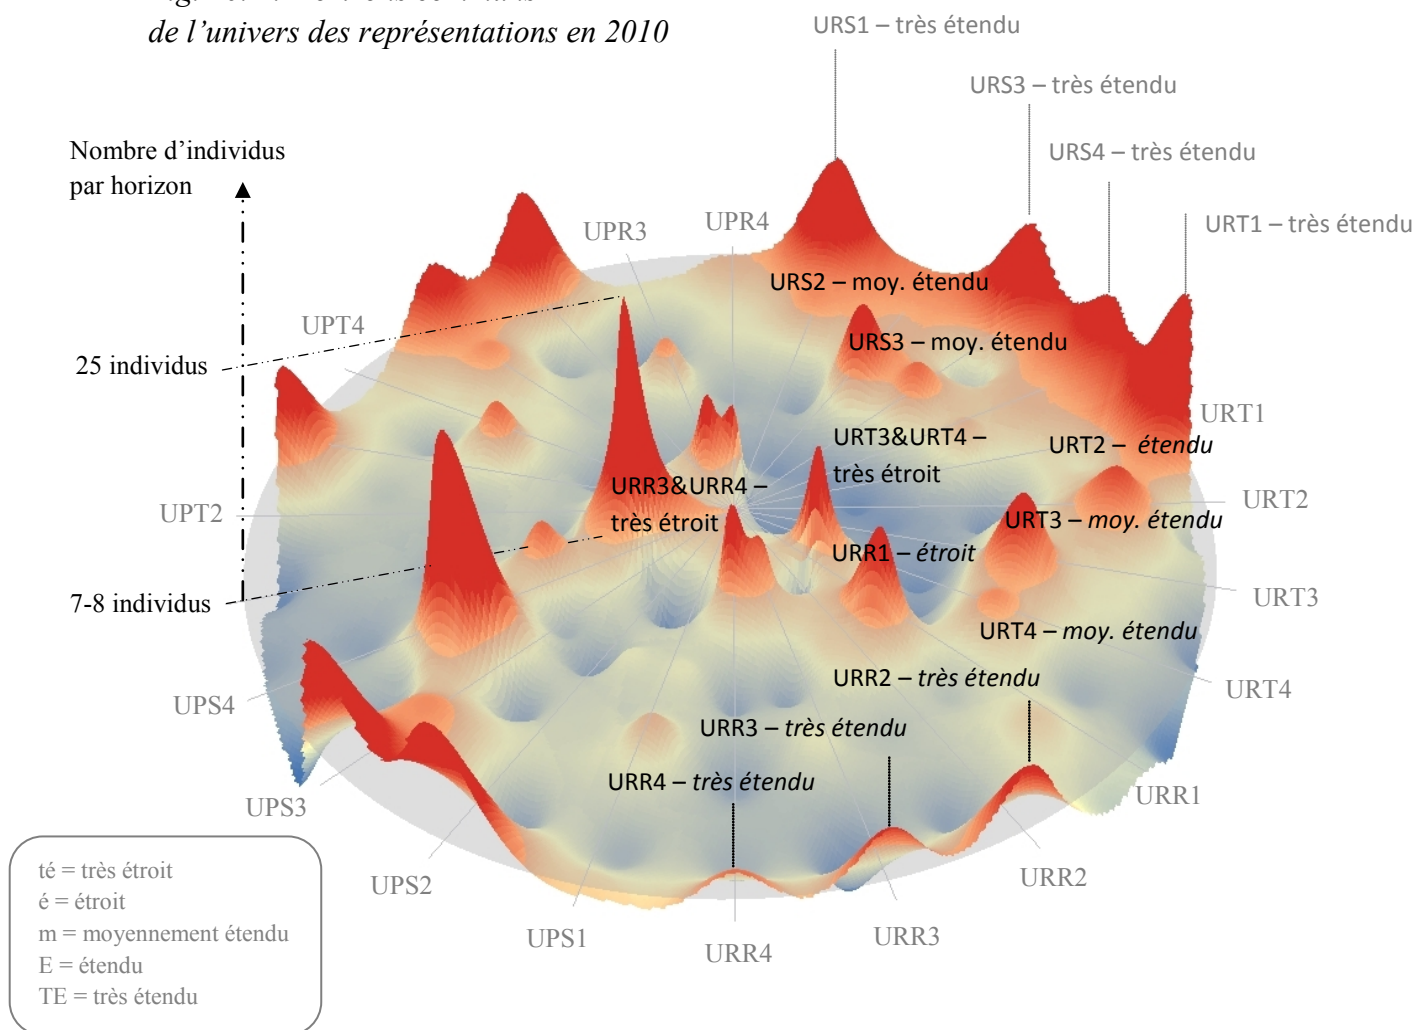 de l’univers des représentations en 2010
URS1 – très étendu
URS3 – très étendu
URS4 – très étendu
URT1 – très étendu
Nombre d’individus
par horizon
UPR3
UPR4
URS2 – moy. étendu
UPT4
URS3 – moy. étendu
25 individus
URT1
URT3&URT4 –
très étroit
URT2 – étendu
URR3&URR4 –
très étroit
UPT2
URT2
URT3 – moy. étendu
URR1 – étroit
7-8 individus
URT3
URT4 – moy. étendu
URR2 – très étendu
URT4
UPS4
URR3 – très étendu
URR4 – très étendu
UPS3
URR1
UPS2
URR2
UPS1
URR4
URR3
té = très étroit
é = étroit
m = moyennement étendu
E = étendu
TE = très étendu